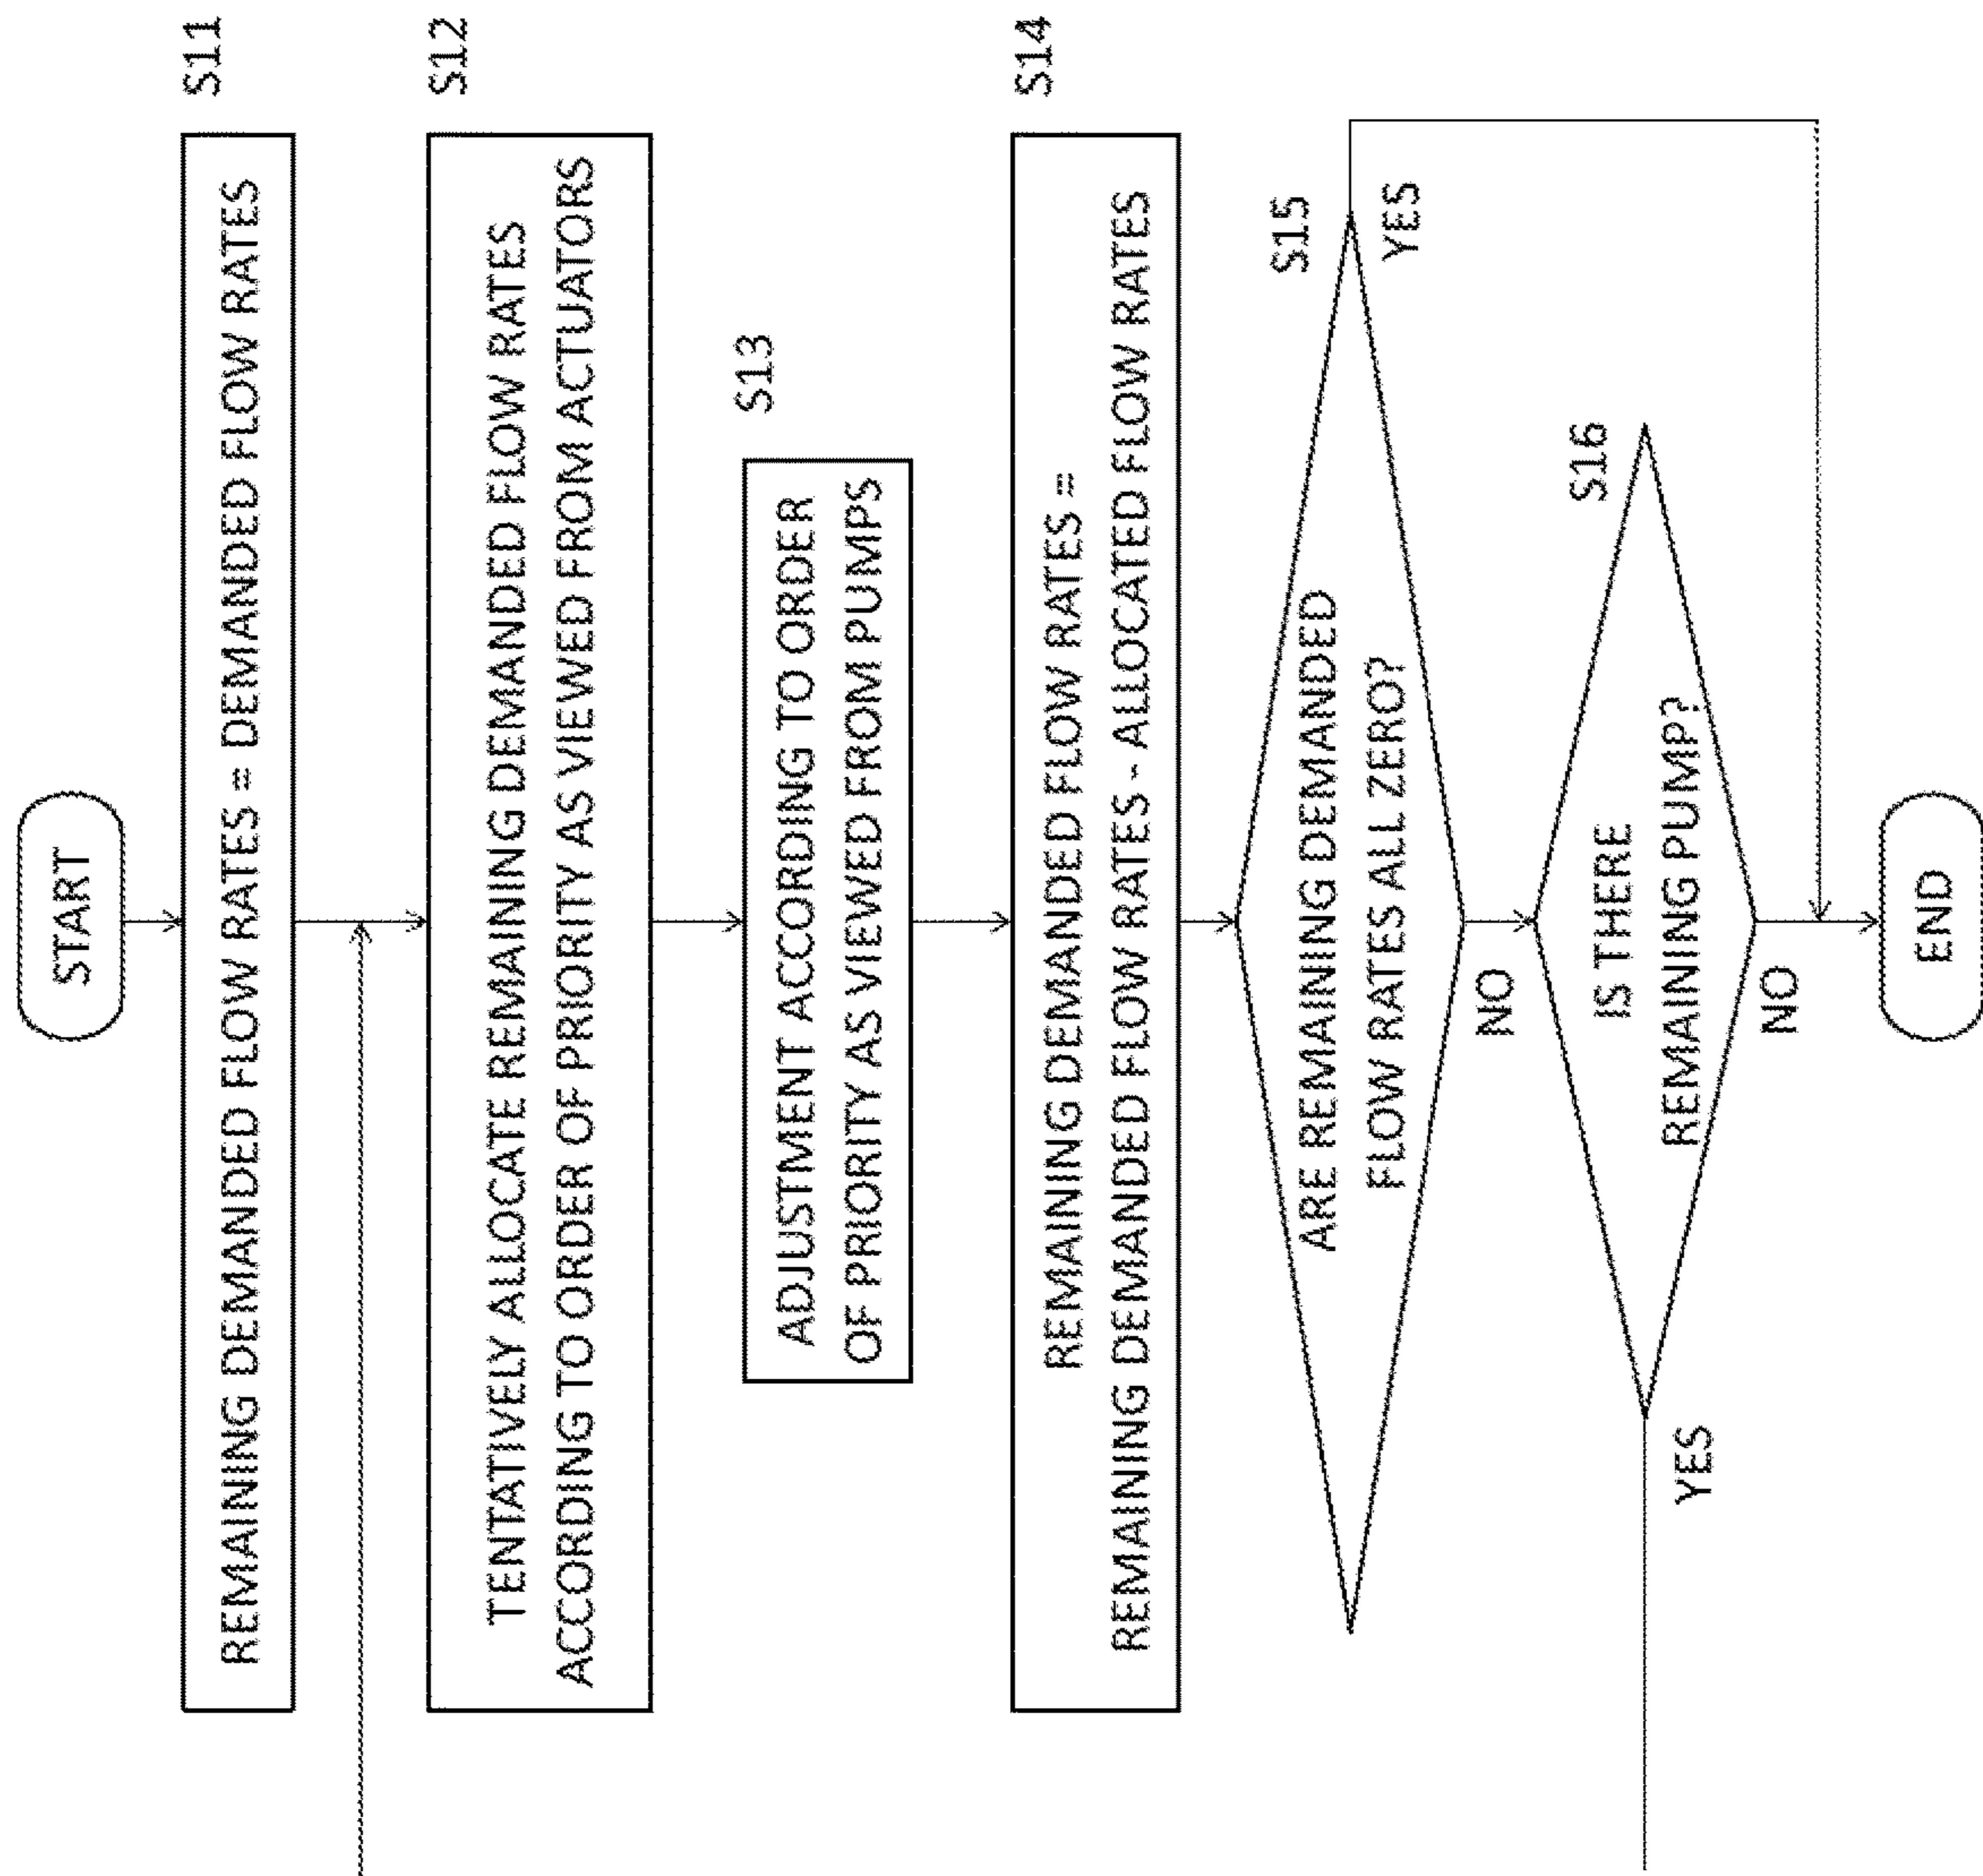 START
S11
REMAINING DEMANDED FLOW RATES = DEMANDED FLOW RATES
S12
TENTATIVELY ALLOCATE REMAINING DEMANDED FLOW RATES
ACCORDING TO ORDER OF PRIORITY AS VIEWED FROM ACTUATORS
S13
ADJUSTMENT ACCORDING TO ORDER
OF PRIORITY AS VIEWED FROM PUMPS
S14
REMAINING DEMANDED FLOW RATES =
REMAINING DEMANDED FLOW RATES - ALLOCATED FLOW RATES
S15
ARE REMAINING DEMANDED
FLOW RATES ALL ZERO?
YES
NO
S16
IS THERE
REMAINING PUMP?
YES
NO
END